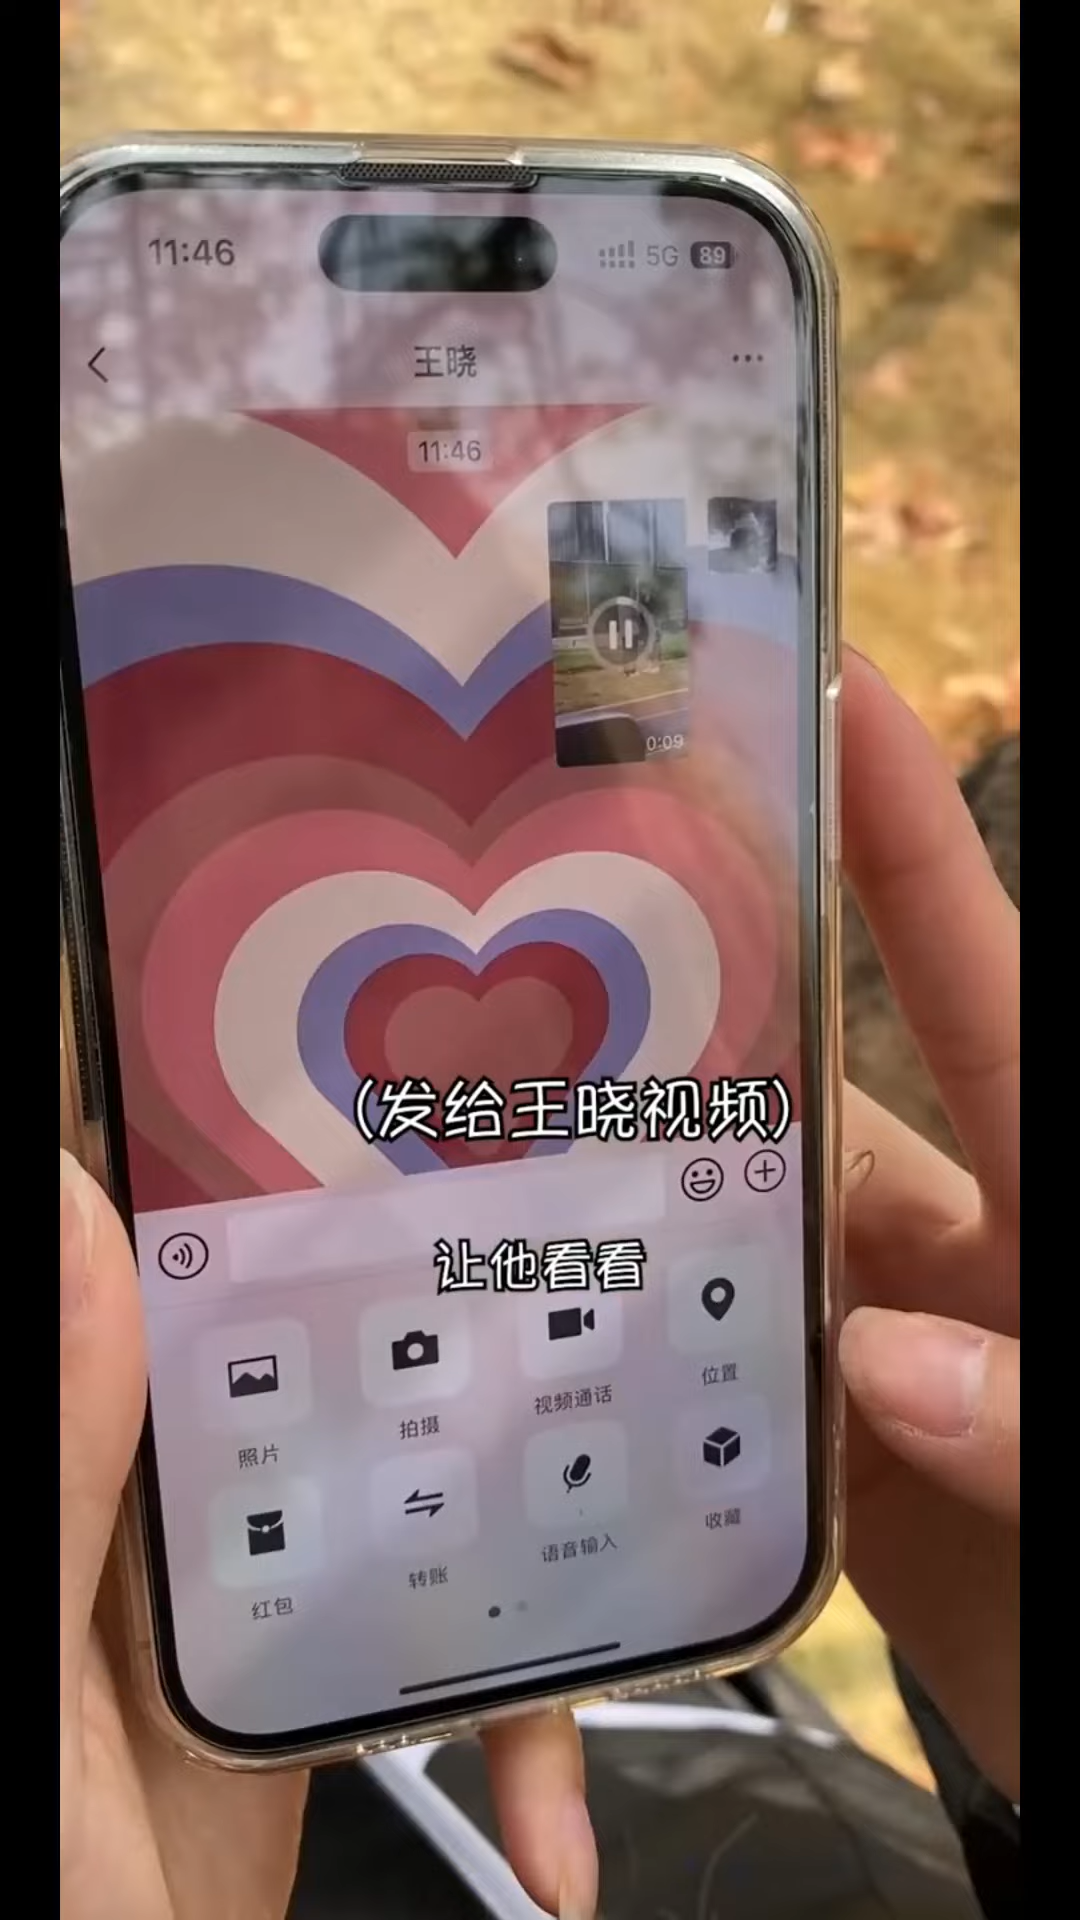 11:46
5G
89
王晓
11:46
0:09
(发给王晓视频)
让他看看
照片
拍摄
视频通话
位置
红包
转账
语音输入
收藏